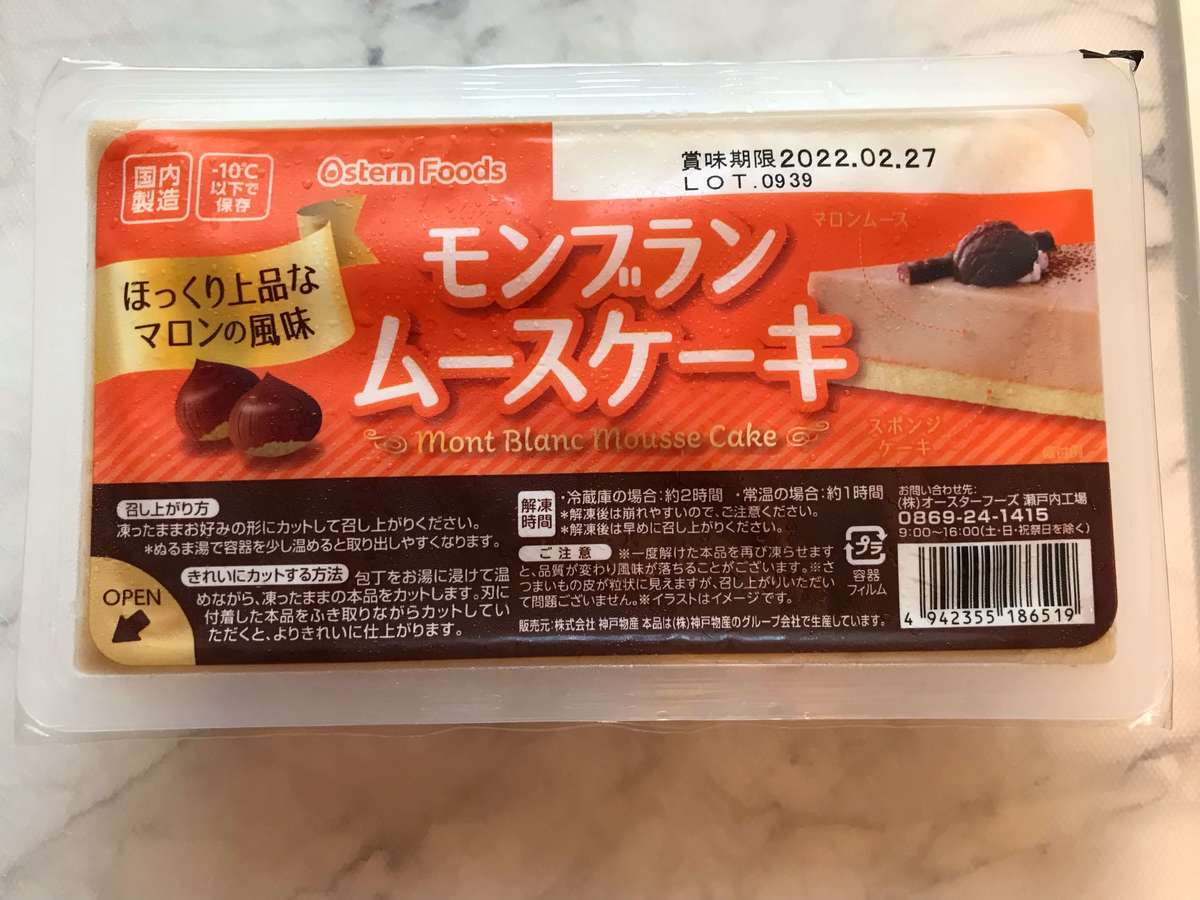 国内
製造
-10℃
以下で
保存
Ostern Foods
賞味期限2022.02.27
LOT.0939
ほっくり上品な
マロンの風味
モンブラン
ムースケーキ
Mont Blanc Mousse Cake
マロンムース
スポンジ
ケーキ
召し上がり方
凍ったままお好みの形にカットして召し上がりください。
*ぬるま湯で容器を少し温めると取り出しやすくなります。
きれいにカットする方法 包丁をお湯に浸けて温
めながら、凍ったままの本品をカットします。刃に
付着した本品をふき取りながらカットしてい
ただくと、よりきれいに仕上がります。
OPEN
解凍
時間
・冷蔵庫の場合:約2時間 ・常温の場合:約1時間
*解凍後は崩れやすいので、ご注意ください。
*解凍後は早めに召し上がりください。
ご注意 ※一度解けた本品を再び凍らせます
と、品質が変わり風味が落ちることがございます。※さ
つまいもの皮が粒状に見えますが、召し上がりいただい
て問題ございません。※イラストはイメージです。
販売元:株式会社 神戸物産 本品は(株)神戸物産のグループ会社で生産しています。
プラ
容器
フィルム
お問い合わせ先:
(株)オースターフーズ 瀬戸内工場
0869-24-1415
9:00〜16:00(土・日・祝祭日を除く)
4 942355 186519